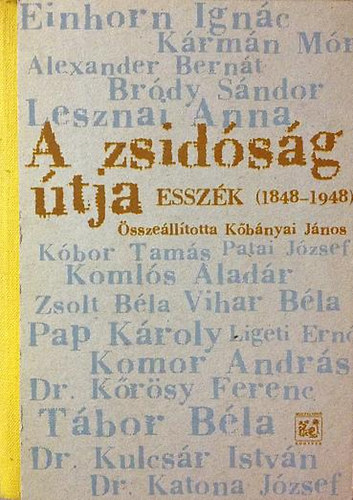 Einhorn Ignác
Kármán Mór
Alexander Bernát
Bródy Sándor
Lesznai Anna
A zsidóság
útja ESSZÉK (1848-1948)
Összeállította Kőbányai János
Kóbor Tamás Patai József
Komlós Aladár
Zsolt Béla Vihar Béla
Pap Károly Ligeti Ernő
Komor András
Dr. Kőrösy Ferenc
Tábor Béla
Dr. Kulcsár István
Dr. Katona József